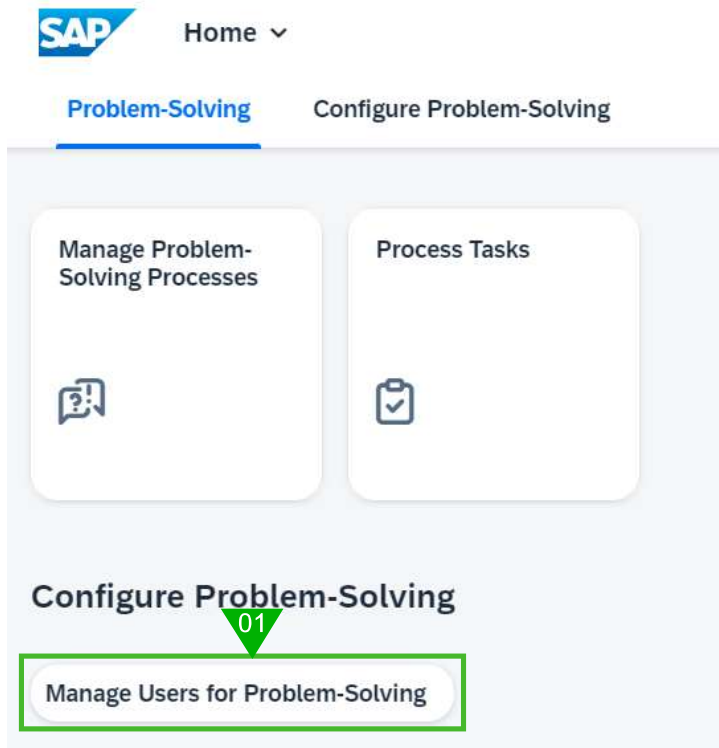 SAP Home
Problem-Solving Configure Problem-Solving
Manage Problem-
Solving Processes
Process Tasks
Configure Problem-Solving
01
Manage Users for Problem-Solving